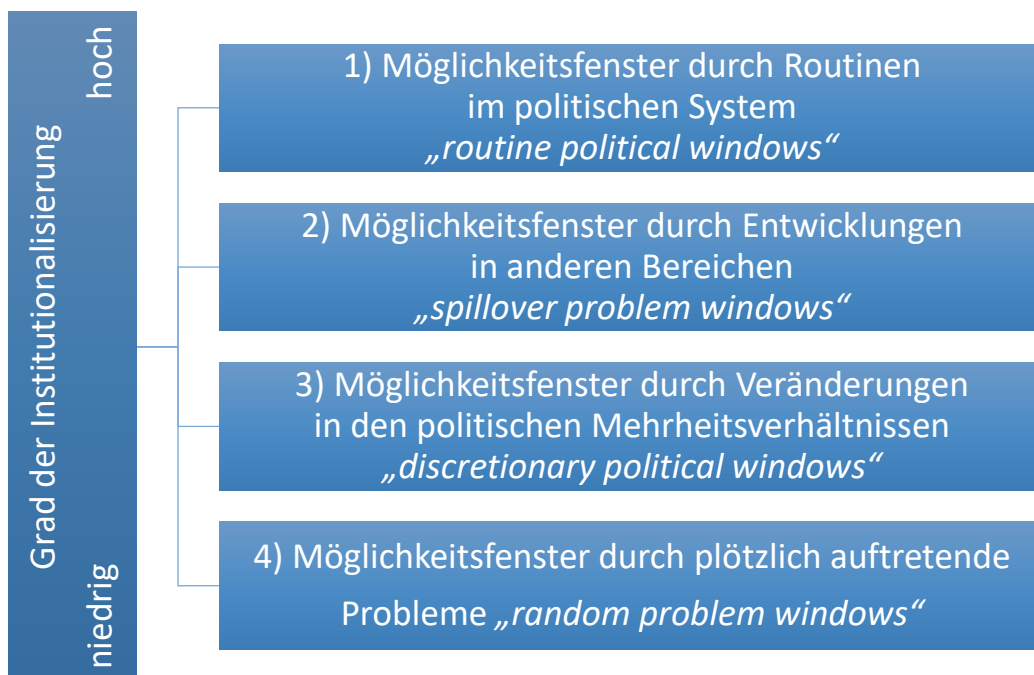 hoch
Grad der Institutionalisierung
niedrig
1) Möglichkeitsfenster durch Routinen
im politischen System
„routine political windows“
2) Möglichkeitsfenster durch Entwicklungen
in anderen Bereichen
„spillover problem windows“
3) Möglichkeitsfenster durch Veränderungen
in den politischen Mehrheitsverhältnissen
„discretionary political windows“
4) Möglichkeitsfenster durch plötzlich auftretende
Probleme „random problem windows“